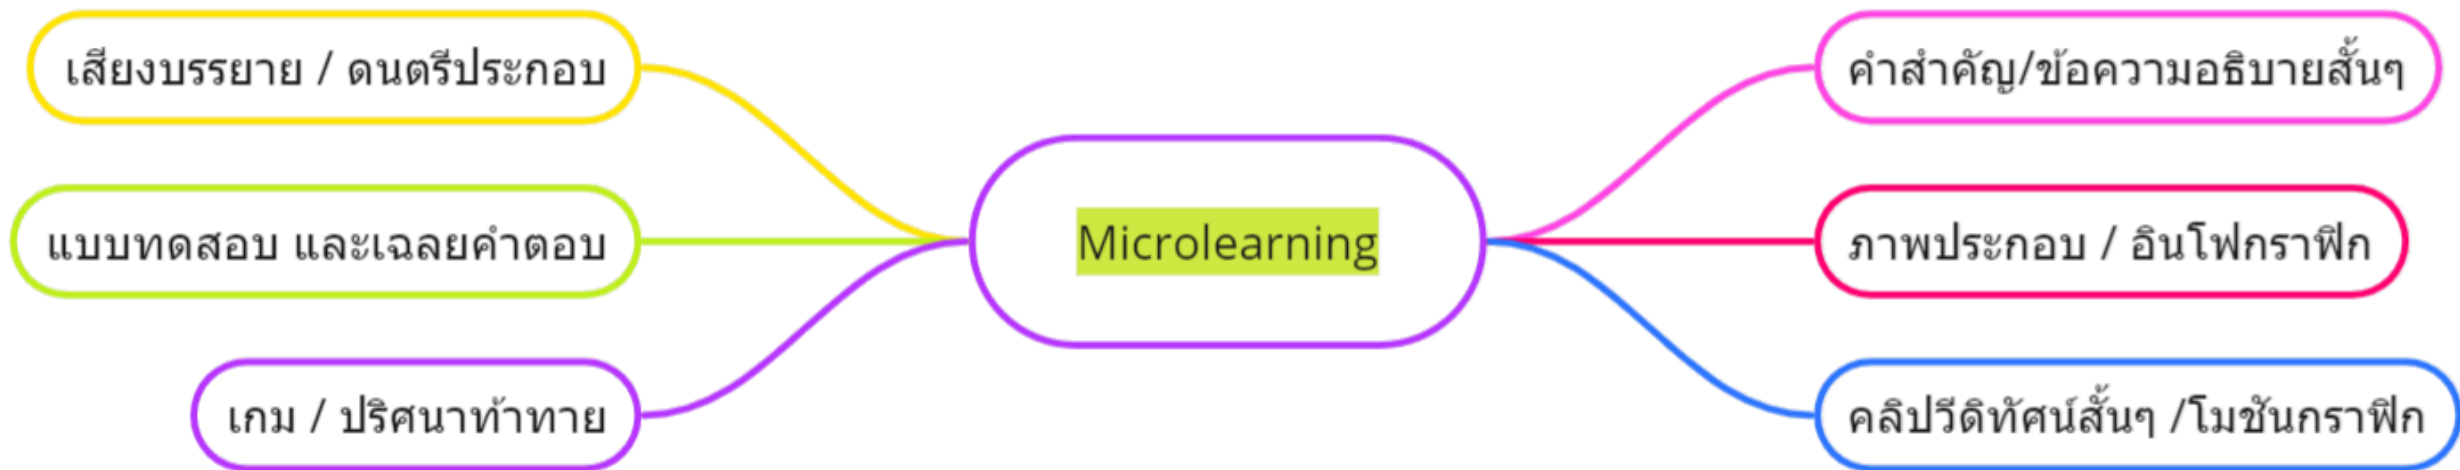 เสียงบรรยาย / ดนตรีประกอบ
แบบทดสอบ และเฉลยคำตอบ
เกม / ปริศนาท้าทาย
Microlearning
คำสำคัญ/ข้อความอธิบายสั้นๆ
ภาพประกอบ / อินโฟกราฟิก
คลิปวีดิทัศน์สั้นๆ /โมชันกราฟิก